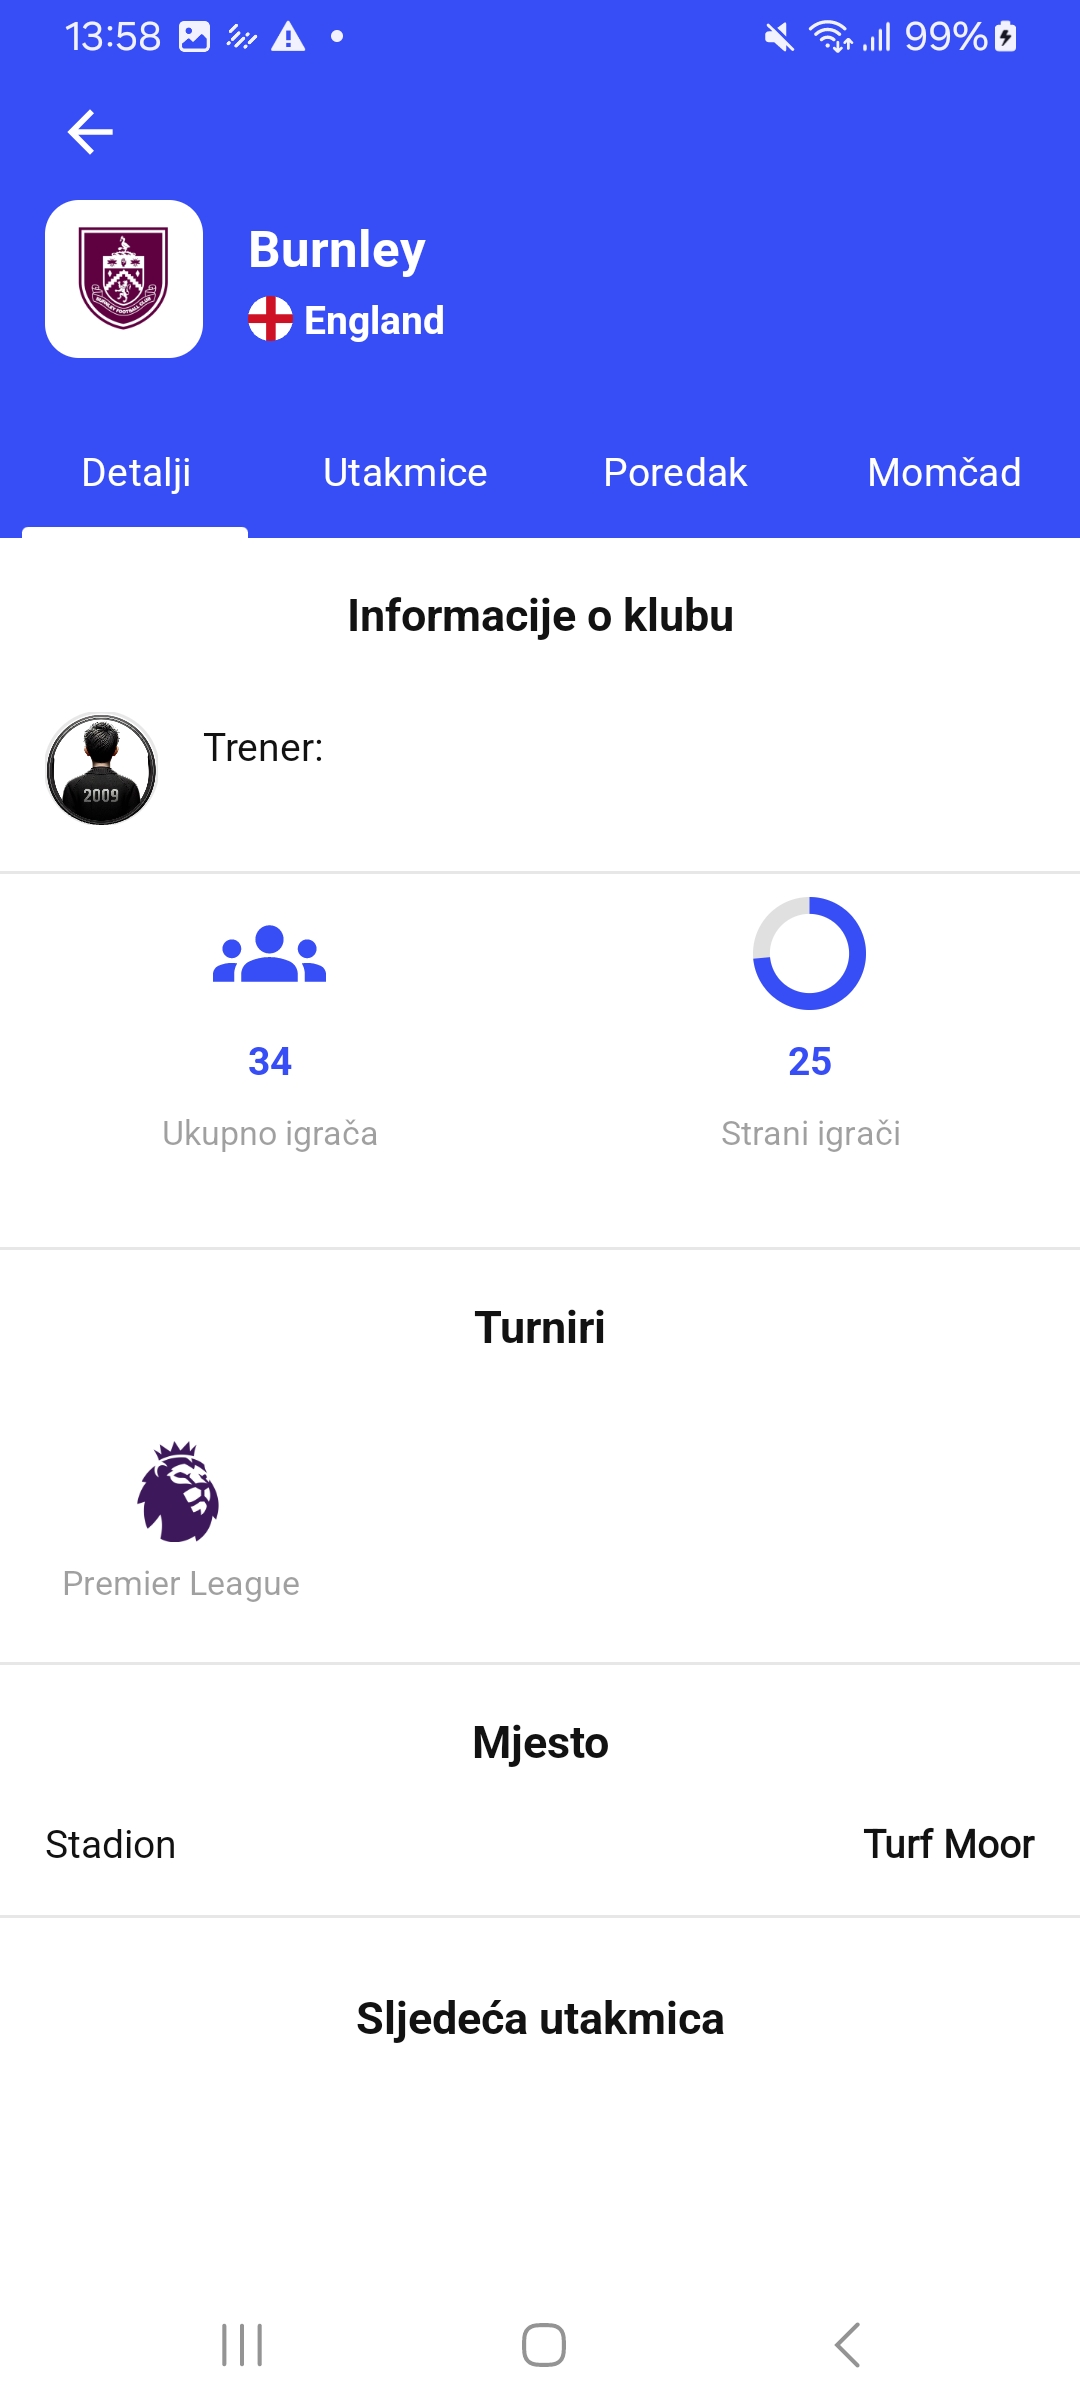 13:58
99%
Burnley
England
Detalji
Utakmice
Poredak
Momčad
Informacije o klubu
2009
Trener:
34
25
Ukupno igrača
Strani igrači
Turniri
Premier League
Mjesto
Stadion
Turf Moor
Sljedeća utakmica